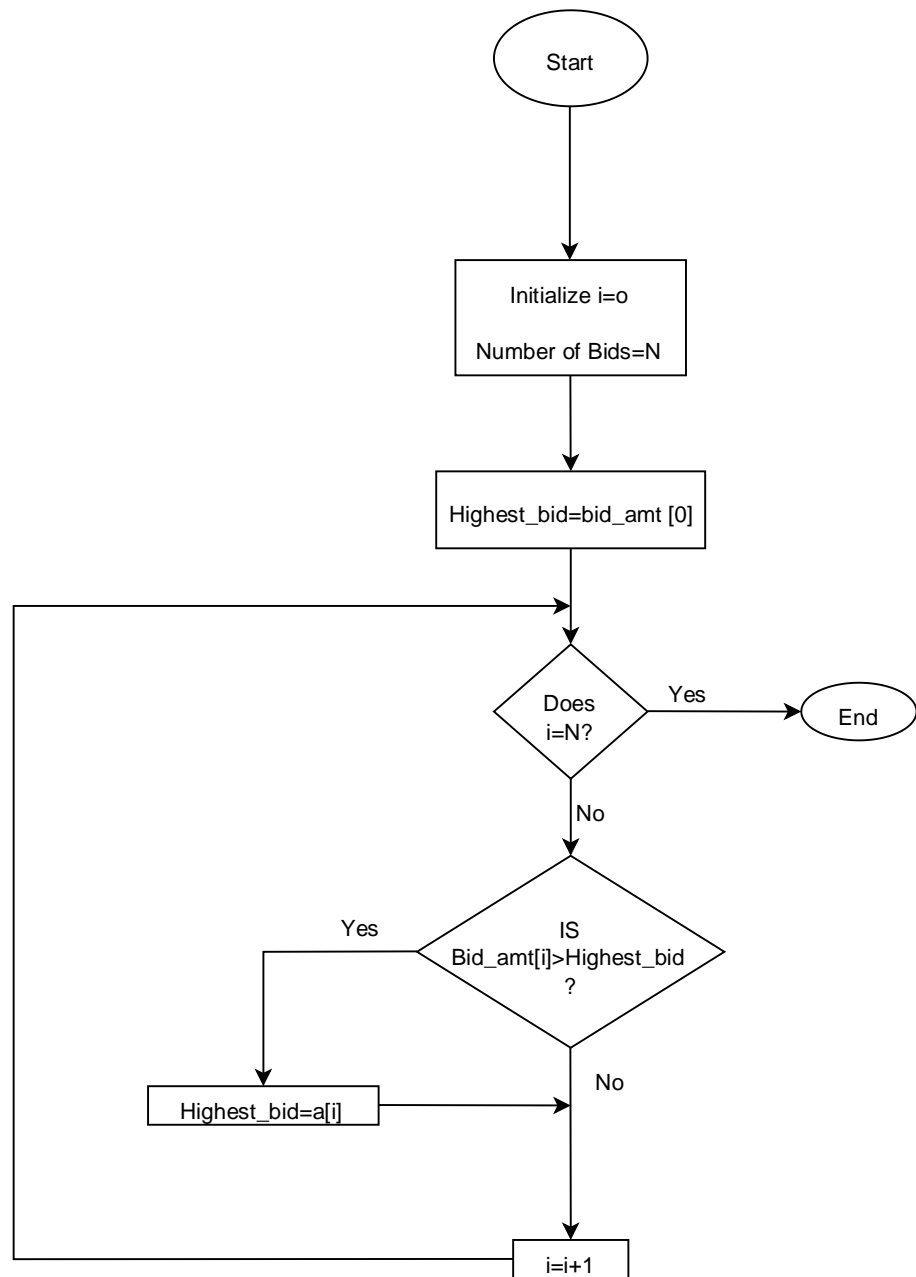 Start
Initialize i=o
Number of Bids=N
Highest_bid=bid_amt [0]
Does
i=N?
Yes
End
No
IS
Bid_amt[i]>Highest_bid
?
Yes
No
Highest_bid=a[i]
i=i+1